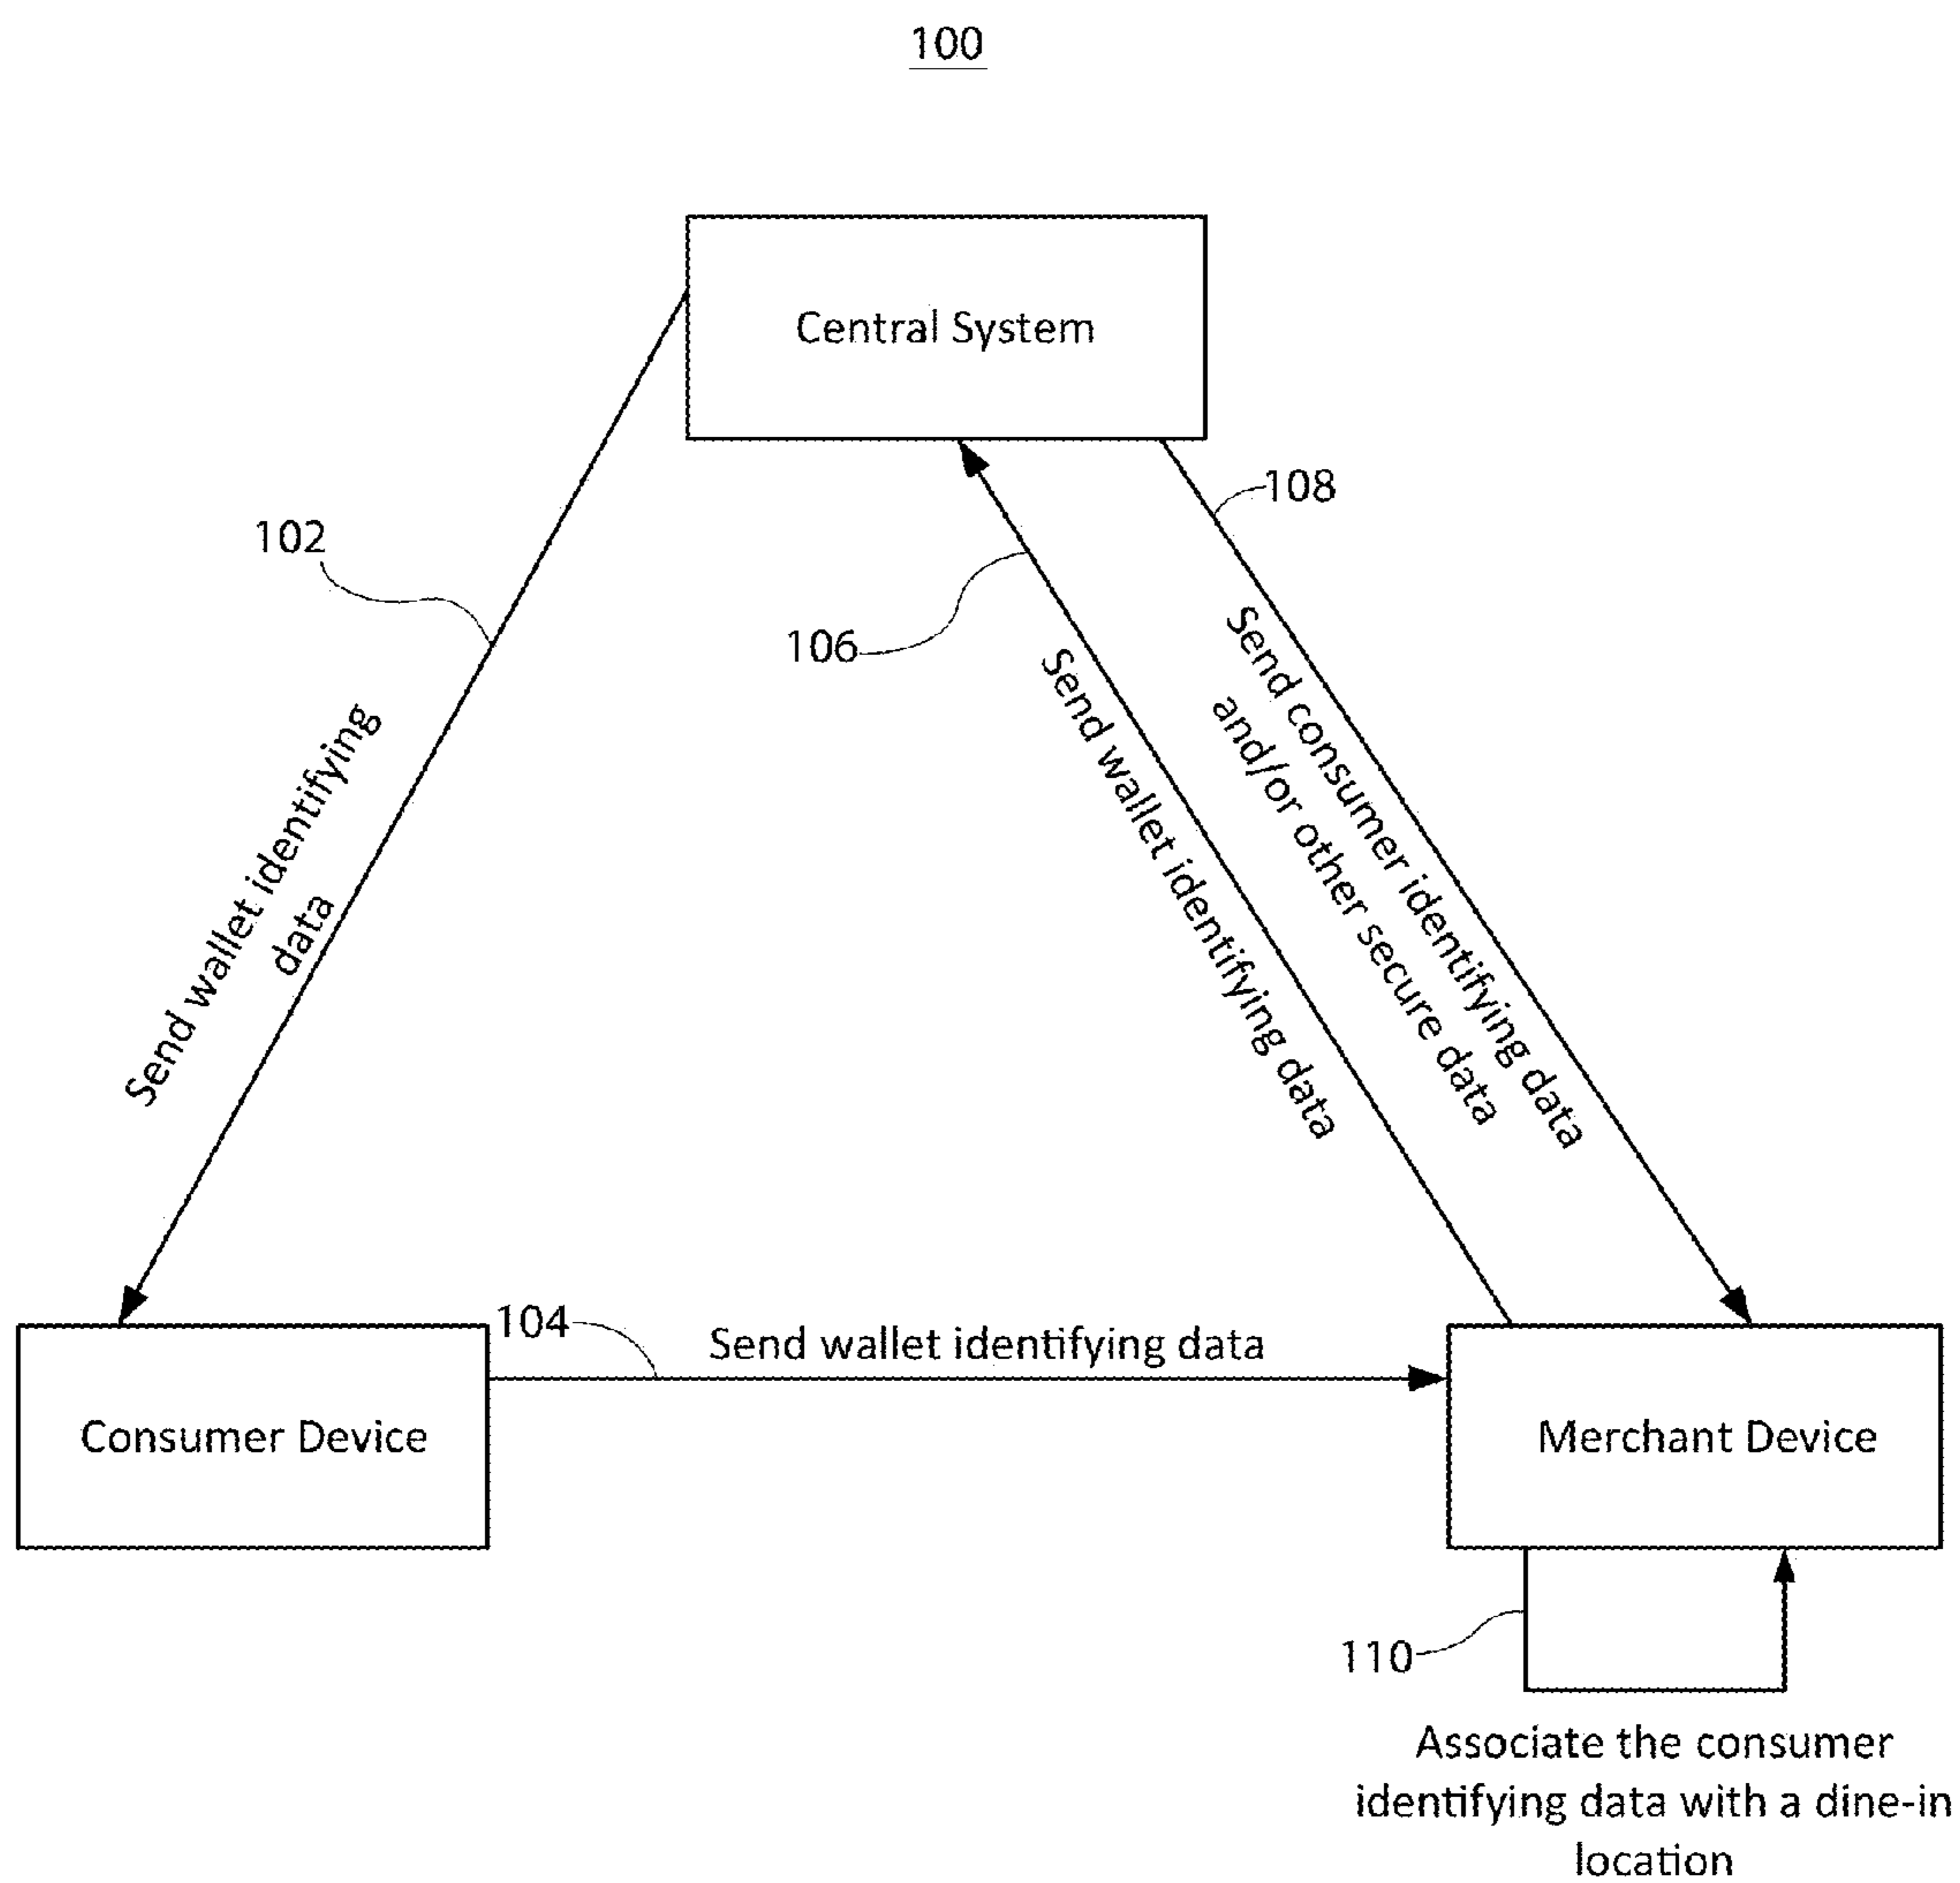 100
Central System
108
102
106
Send wallet identifying
data
Send wallet identifying data
Send consumer identifying data
and/or other secure data
104
Send wallet identifying data
Consumer Device
Merchant Device
110
Associate the consumer
identifying data with a dine-in
location